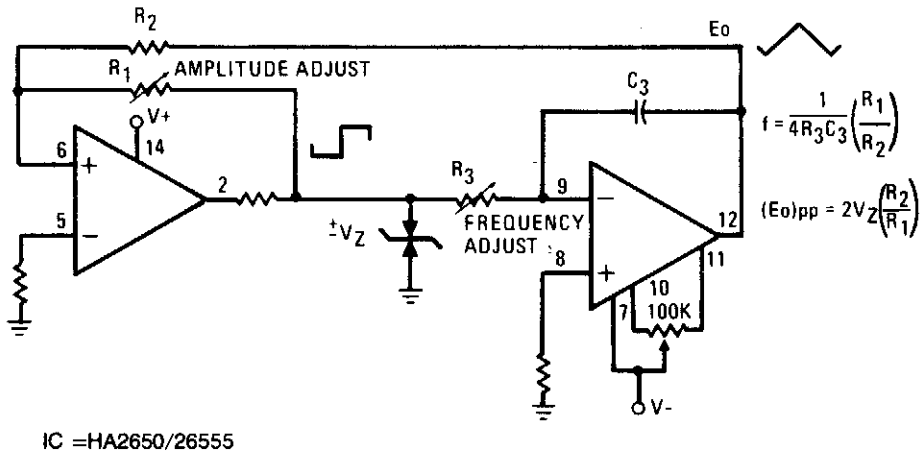 R2
Eo
R1 AMPLITUDE ADJUST
V+
C3
f = 1/4R3C3 (R1/R2)
6
14
+
2
R3
9
−
12
5
−
±VZ
FREQUENCY
ADJUST
(Eo)pp = 2VZ(R2/R1)
8
+
11
10
7
100K
V-
IC =HA2650/26555